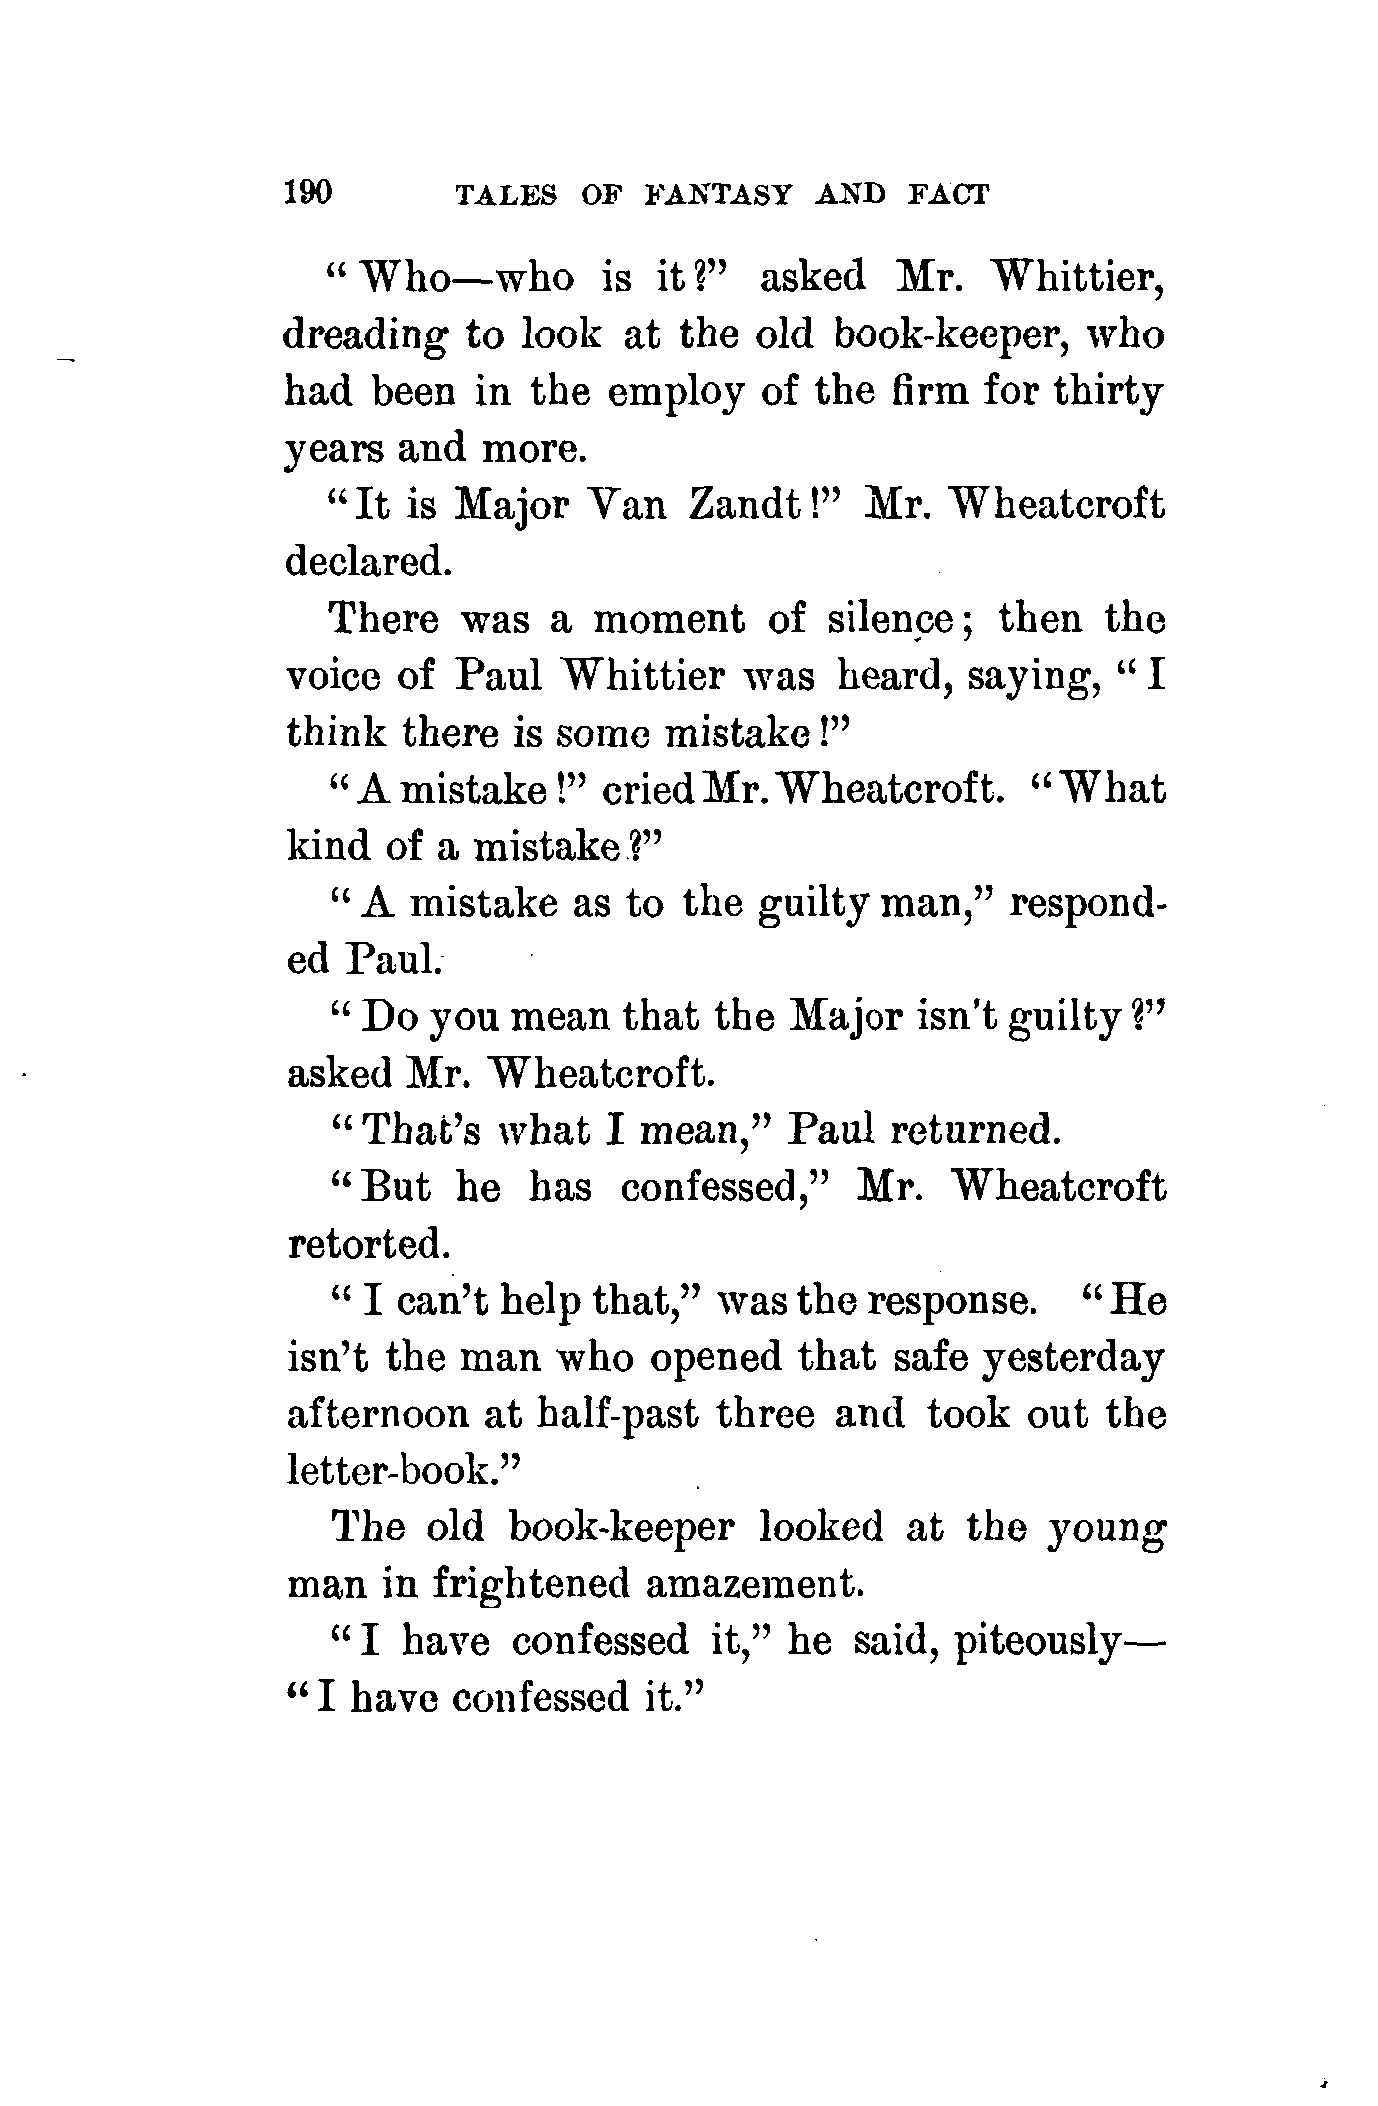 190 TALES OF FANTASY AND FACT
“Who—who is it?” asked Mr. Whittier,
dreading to look at the old book-keeper, who
had been in the employ of the firm for thirty
years and more.
“It is Major Van Zandt!” Mr. Wheatcroft
declared.
There was a moment of silence; then the
voice of Paul Whittier was heard, saying, “I
think there is some mistake!”
“A mistake!” cried Mr. Wheatcroft. “What
kind of a mistake?”
“A mistake as to the guilty man,” respond-
ed Paul.
“Do you mean that the Major isn't guilty?”
asked Mr. Wheatcroft.
“That’s what I mean,” Paul returned.
“But he has confessed,” Mr. Wheatcroft
retorted.
“I can’t help that,” was the response. “He
isn’t the man who opened that safe yesterday
afternoon at half-past three and took out the
letter-book.”
The old book-keeper looked at the young
man in frightened amazement.
“I have confessed it,” he said, piteously—
“I have confessed it.”